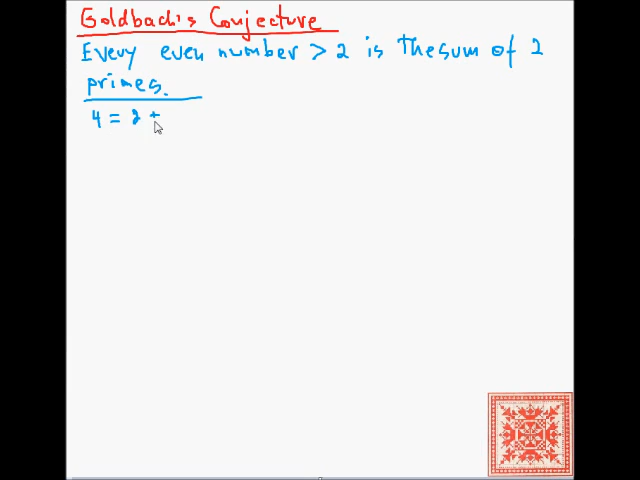 Goldbach's Conjecture
Every even number > 2 is the sum of 2
primes.
4 = 2 +